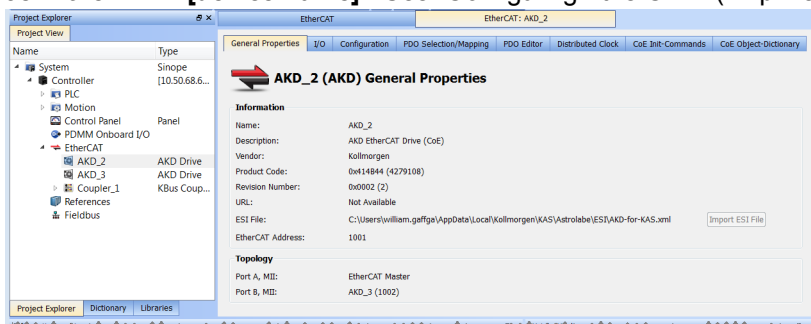 [device name]
Project Explorer
EtherCAT
EtherCAT: AKD_2
Project View
General Properties I/O Configuration PDO Selection/Mapping PDO Editor Distributed Clock CoE Init-Commands CoE Object-Dictionary
Name Type
System Sinope
Controller [10.50.68.6...
PLC
Motion
Control Panel Panel
PDMM Onboard I/O
EtherCAT
AKD_2 AKD Drive
AKD_3 AKD Drive
Coupler_1 KBus Coup...
References
Fieldbus
AKD_2 (AKD) General Properties
Information
Name: AKD_2
Description: AKD EtherCAT Drive (CoE)
Vendor: Kollmorgen
Product Code: 0x414B44 (4279108)
Revision Number: 0x0002 (2)
URL: Not Available
ESI File: C:\Users\william.gaffga\AppData\Local\Kollmorgen\KAS\Astrolabe\ESI\AKD-for-KAS.xml Import ESI File
EtherCAT Address: 1001
Topology
Port A, MII: EtherCAT Master
Port B, MII: AKD_3 (1002)
Project Explorer Dictionary Libraries